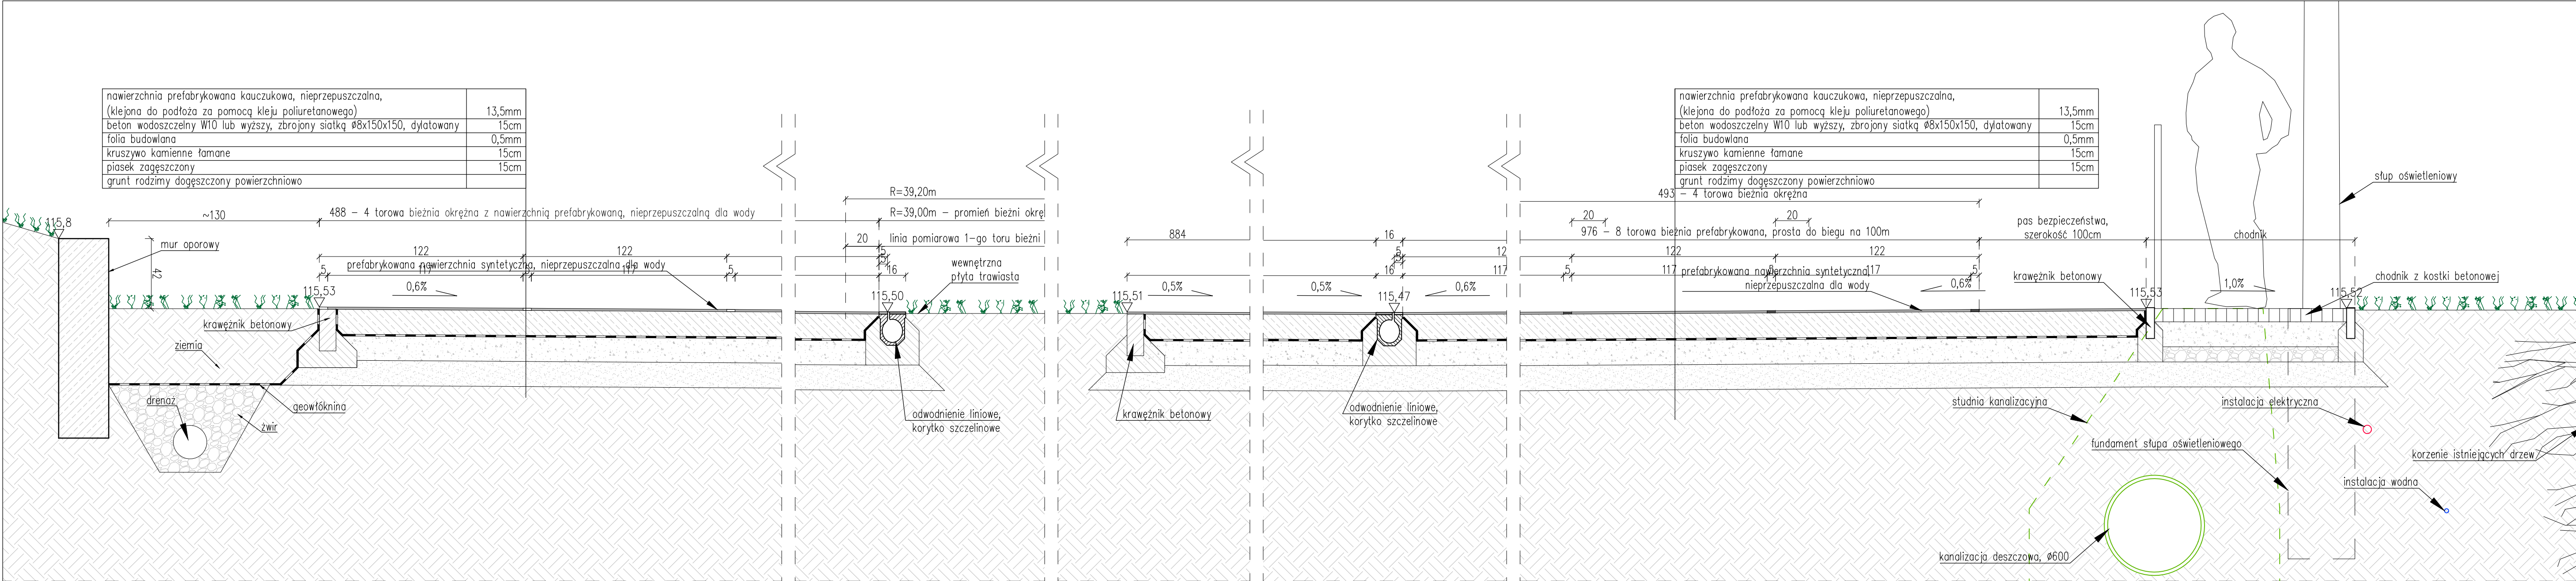 nawierzchnia prefabrykowana kauczukowa, nieprzepuszczalna,
(klejona do podłoża za pomocą kleju poliuretanowego) 13,5mm
beton wodoszczelny W10 lub wyższy, zbrojony siatką Ø8x150x150, dylatowany 15cm
folia budowlana 0,5mm
kruszywo kamienne łamane 15cm
piasek zagęszczony 15cm
grunt rodzimy dogęszczony powierzchniowo
nawierzchnia prefabrykowana kauczukowa, nieprzepuszczalna,
(klejona do podłoża za pomocą kleju poliuretanowego) 13,5mm
beton wodoszczelny W10 lub wyższy, zbrojony siatką Ø8x150x150, dylatowany 15cm
folia budowlana 0,5mm
kruszywo kamienne łamane 15cm
piasek zagęszczony 15cm
grunt rodzimy dogęszczony powierzchniowo
słup oświetleniowy
R=39,20m
493 - 4 torowa bieżnia okrężna
115,8
~130
488 - 4 torowa bieżnia okrężna z nawierzchnią prefabrykowaną, nieprzepuszczalną dla wody
R=39,00m - promień bieżni okrę
20
20
pas bezpieczeństwa,
szerokość 100cm
chodnik
884
16
976 - 8 torowa bieżnia prefabrykowana, prosta do biegu na 100m
mur oporowy
42
20
linia pomiarowa 1-go toru bieżni
122
122
5
5
12
122
122
prefabrykowana nawierzchnia syntetyczna, nieprzepuszczalna dla wody
5
117
5
117
5
16
wewnętrzna
płyta trawiasta
16
117
5
117
5
117
5
prefabrykowana nawierzchnia syntetyczna,
nieprzepuszczalna dla wody
krawężnik betonowy
chodnik z kostki betonowej
115,53
0,6%
115,50
115,51
0,5%
0,5%
115,47
0,6%
0,6%
115,53
1,0%
115,52
krawężnik betonowy
ziemia
drenaż
geowłóknina
żwir
odwodnienie liniowe,
korytko szczelinowe
krawężnik betonowy
odwodnienie liniowe,
korytko szczelinowe
studnia kanalizacyjna
instalacja elektryczna
fundament słupa oświetleniowego
korzenie istniejących drzew
instalacja wodna
kanalizacja deszczowa, Ø600